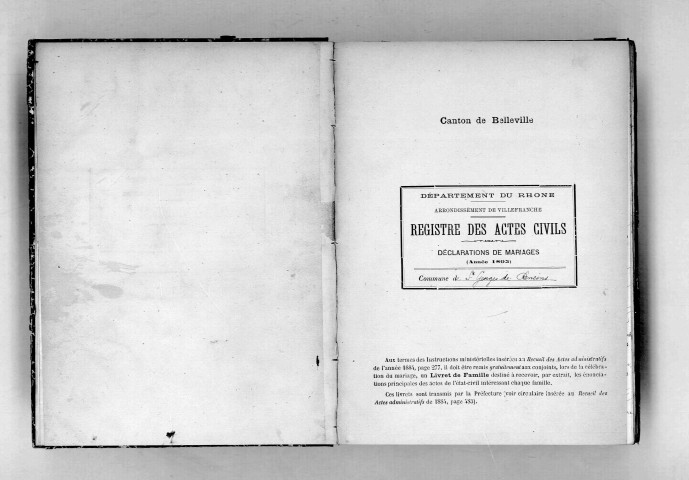 Canton de Belleville
DÉPARTEMENT DU RHONE
ARRONDISSEMENT DE VILLEFRANCHE
REGISTRE DES ACTES CIVILS
DÉCLARATIONS DE MARIAGES
(Année 1895)
Commune de St Georges de Reneins
Aux termes des Instructions ministérielles insérées au Recueil des Actes administratifs
de l'année 1884, page 277, il doit être remis gratuitement aux conjoints, lors de la célébra-
tion du mariage, un Livret de Famille destiné à recevoir, par extrait, les énoncia-
tions principales des actes de l'état-civil intéressant chaque famille.
Ces livrets sont transmis par la Préfecture (voir circulaire insérée au Recueil des
Actes administratifs de 1884, page 483).